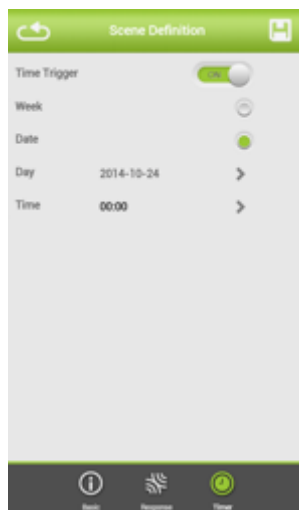 Scene Definition
Time Trigger ON
Week
Date
Day 2014-10-24
Time 00:00
Basic Response Timer